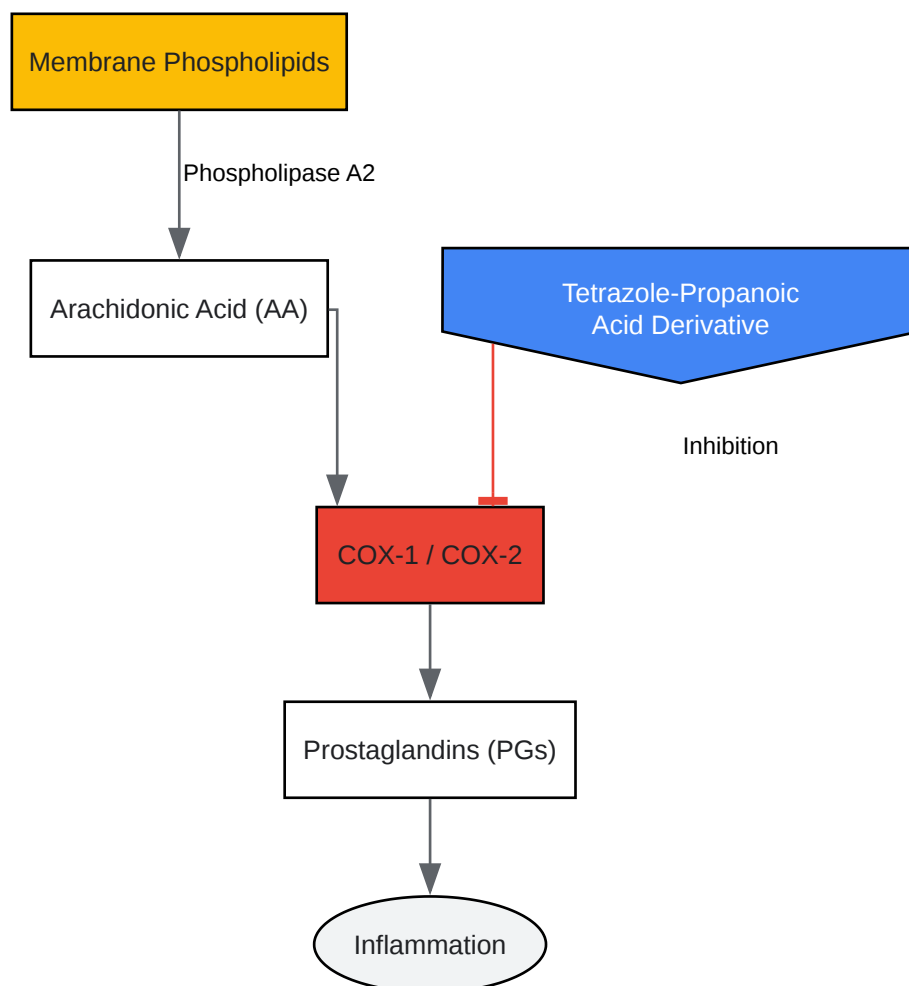 Membrane Phospholipids
Phospholipase A2
Arachidonic Acid (AA)
Tetrazole-Propanoic
Acid Derivative
Inhibition
COX-1 / COX-2
Prostaglandins (PGs)
Inflammation